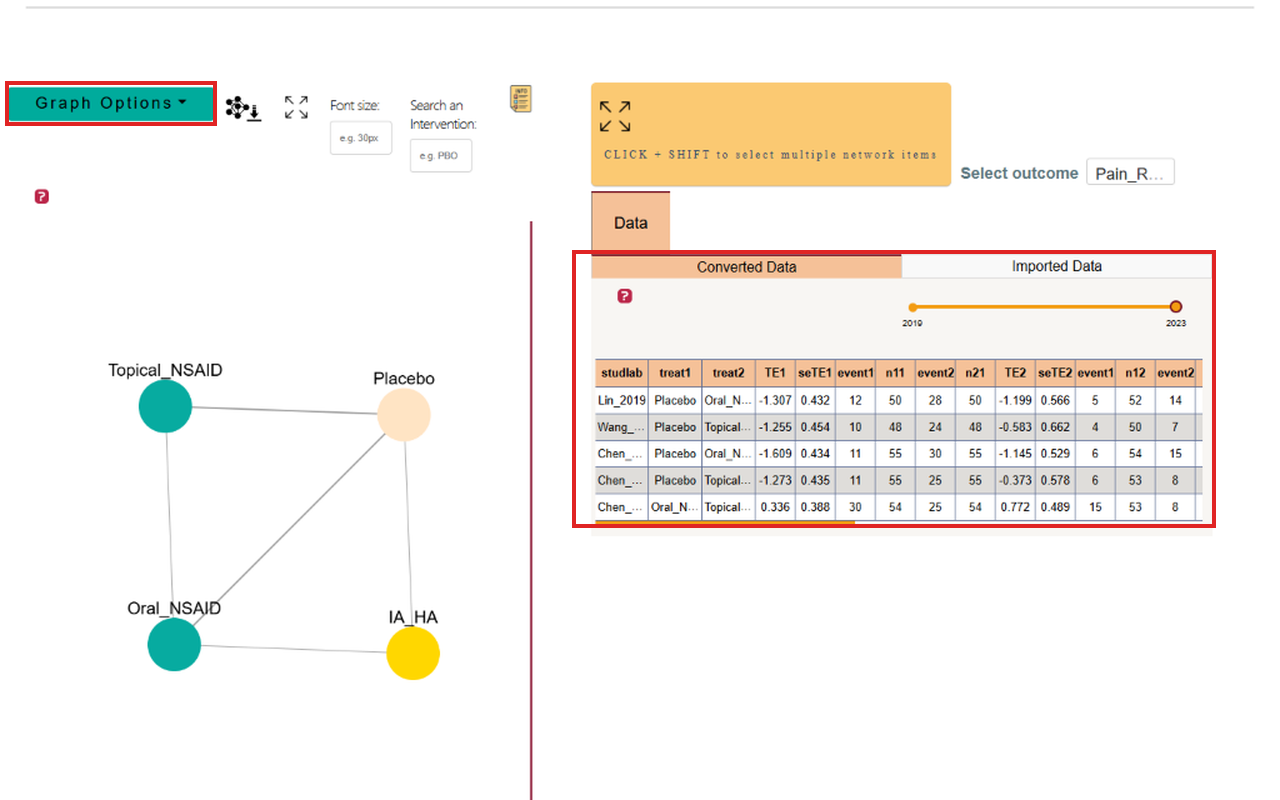 Graph Options
Font size:
e.g. 30px
Search an
Intervention:
e.g. PBO
INFO
?
Topical_NSAID
Placebo
Oral_NSAID
IA_HA
CLICK + SHIFT to select multiple network items
Select outcome Pain_R...
Data
Converted Data Imported Data
?
2019 2023
studlab treat1 treat2 TE1 seTE1 event1 n11 event2 n21 TE2 seTE2 event1 n12 event2
Lin_2019 Placebo Oral_N... -1.307 0.432 12 50 28 50 -1.199 0.566 5 52 14
Wang_... Placebo Topical... -1.255 0.454 10 48 24 48 -0.583 0.662 4 50 7
Chen_... Placebo Oral_N... -1.609 0.434 11 55 30 55 -1.145 0.529 6 54 15
Chen_... Placebo Topical... -1.273 0.435 11 55 25 55 -0.373 0.578 6 53 8
Chen_... Oral_N... Topical... 0.336 0.388 30 54 25 54 0.772 0.489 15 53 8